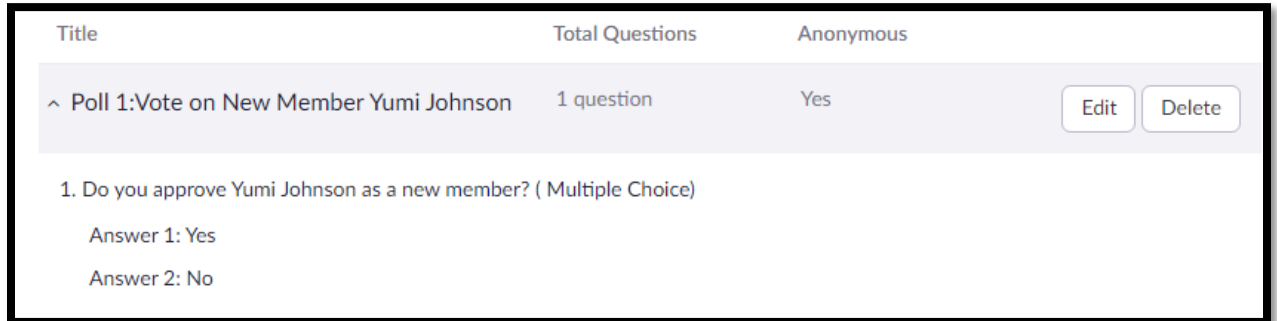 Title Total Questions Anonymous
Poll 1:Vote on New Member Yumi Johnson 1 question Yes Edit Delete
1. Do you approve Yumi Johnson as a new member? ( Multiple Choice)
Answer 1: Yes
Answer 2: No